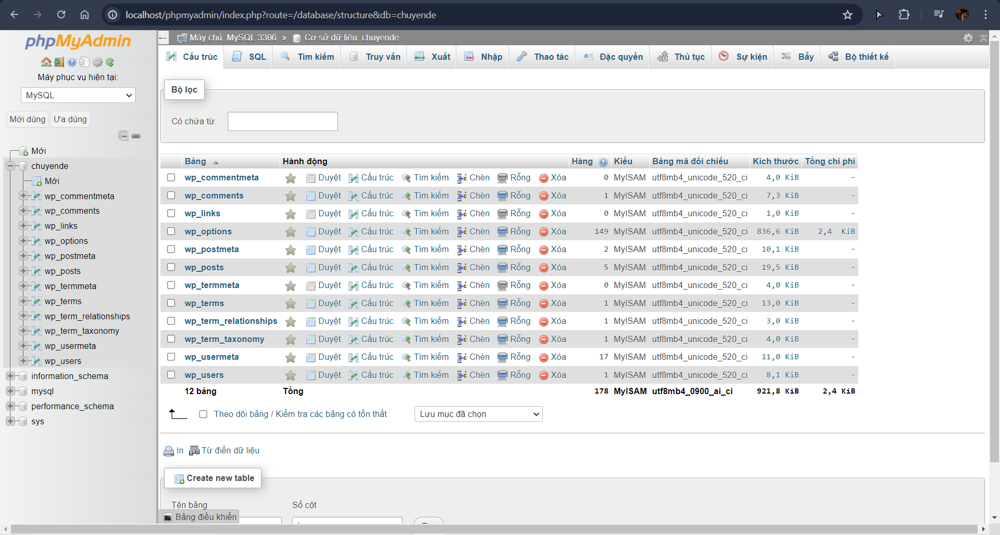 localhost/phpmyadmin/index.php?route=/database/structure&db=chuyende
phpMyAdmin
Máy phục vụ hiện tại:
MySQL
Mới dùng Ưa dùng
Mới
chuyende
Mới
wp_commentmeta
wp_comments
wp_links
wp_options
wp_postmeta
wp_posts
wp_termmeta
wp_terms
wp_term_relationships
wp_term_taxonomy
wp_usermeta
wp_users
information_schema
mysql
performance_schema
sys
Máy chủ: MySQL:3306 » Cơ sở dữ liệu: chuyende
Cấu trúc SQL Tìm kiếm Truy vấn Xuất Nhập Thao tác Đặc quyền Thủ tục Sự kiện Bẫy Bộ thiết kế
Bộ lọc
Có chứa từ:
Bảng Hành động Hàng Kiểu Bảng mã đối chiếu Kích thước Tổng chi phí
wp_commentmeta Duyệt Cấu trúc Tìm kiếm Chèn Rỗng Xóa 0 MyISAM utf8mb4_unicode_520_ci 4,0 KiB -
wp_comments Duyệt Cấu trúc Tìm kiếm Chèn Rỗng Xóa 1 MyISAM utf8mb4_unicode_520_ci 7,3 KiB -
wp_links Duyệt Cấu trúc Tìm kiếm Chèn Rỗng Xóa 0 MyISAM utf8mb4_unicode_520_ci 1,0 KiB -
wp_options Duyệt Cấu trúc Tìm kiếm Chèn Rỗng Xóa 149 MyISAM utf8mb4_unicode_520_ci 836,6 KiB 2,4 KiB
wp_postmeta Duyệt Cấu trúc Tìm kiếm Chèn Rỗng Xóa 2 MyISAM utf8mb4_unicode_520_ci 10,1 KiB -
wp_posts Duyệt Cấu trúc Tìm kiếm Chèn Rỗng Xóa 5 MyISAM utf8mb4_unicode_520_ci 19,5 KiB -
wp_termmeta Duyệt Cấu trúc Tìm kiếm Chèn Rỗng Xóa 0 MyISAM utf8mb4_unicode_520_ci 4,0 KiB -
wp_terms Duyệt Cấu trúc Tìm kiếm Chèn Rỗng Xóa 1 MyISAM utf8mb4_unicode_520_ci 13,0 KiB -
wp_term_relationships Duyệt Cấu trúc Tìm kiếm Chèn Rỗng Xóa 1 MyISAM utf8mb4_unicode_520_ci 3,0 KiB -
wp_term_taxonomy Duyệt Cấu trúc Tìm kiếm Chèn Rỗng Xóa 1 MyISAM utf8mb4_unicode_520_ci 4,0 KiB -
wp_usermeta Duyệt Cấu trúc Tìm kiếm Chèn Rỗng Xóa 17 MyISAM utf8mb4_unicode_520_ci 11,0 KiB -
wp_users Duyệt Cấu trúc Tìm kiếm Chèn Rỗng Xóa 1 MyISAM utf8mb4_unicode_520_ci 8,1 KiB -
12 bảng Tổng 178 MyISAM utf8mb4_0900_ai_ci 921,8 KiB 2,4 KiB
Theo dõi bảng / Kiểm tra các bảng có tổn thất Lưu mục đã chọn
In Từ điển dữ liệu
Create new table
Tên bảng Số cột
Bảng điều khiển